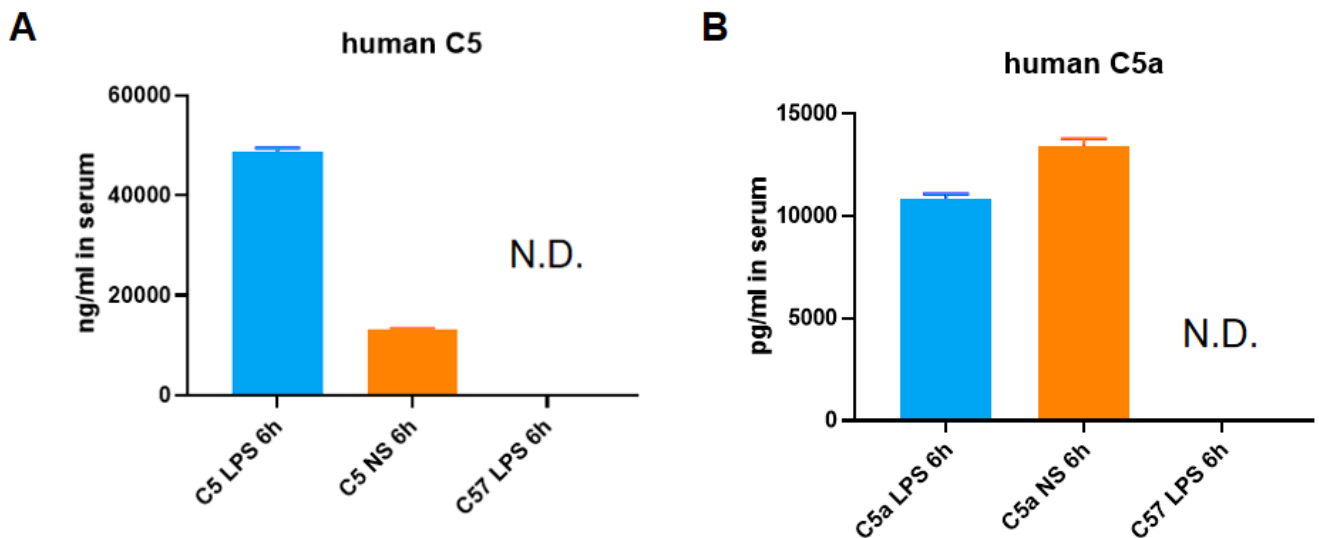 A
human C5
60000
40000
20000
0
ng/ml in serum
N.D.
C5 LPS 6h
C5 NS 6h
C57 LPS 6h
B
human C5a
15000
10000
5000
0
pg/ml in serum
N.D.
C5a LPS 6h
C5a NS 6h
C57 LPS 6h